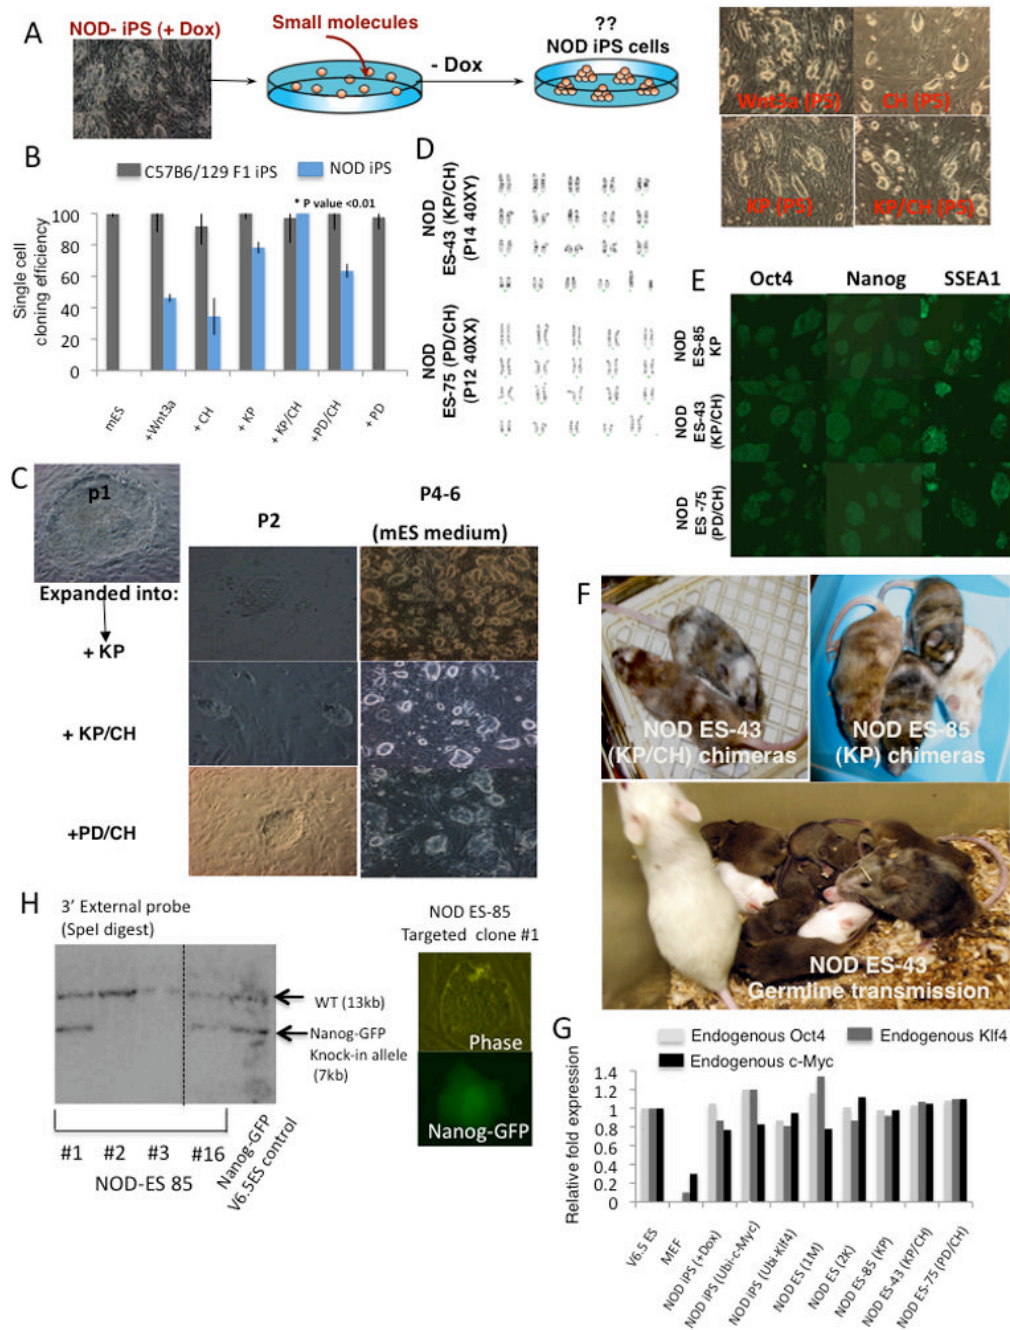 A
NOD- iPS (+ Dox)
Small molecules
- Dox
??
NOD iPS cells
Wnt3a (P5)
CH (P5)
KP (P5)
KP/CH (P5)
B
C57B6/129 F1 iPS
NOD iPS
* P value <0.01
Single cell
cloning efficiency
100
80
60
40
20
0
mES
+Wnt3a
+ CH
+ KP
+ KP/CH
+PD/CH
+ PD
D
NOD
ES-43 (KP/CH)
(P14 40XY)
NOD
ES-75 (PD/CH)
(P12 40XX)
E
Oct4
Nanog
SSEA1
NOD
ES-85
KP
NOD
ES-43
(KP/CH)
NOD
ES-75
(PD/CH)
C
p1
Expanded into:
P2
P4-6
(mES medium)
+ KP
+ KP/CH
+PD/CH
F
NOD ES-43
(KP/CH) chimeras
NOD ES-85
(KP) chimeras
NOD ES-43
Germline transmission
H
3' External probe
(SpeI digest)
WT (13kb)
Nanog-GFP
Knock-in allele
(7kb)
#1
#2
#3
#16
NOD-ES 85
Nanog-GFP
V6.5ES control
NOD ES-85
Targeted clone #1
Phase
Nanog-GFP
G
Endogenous Oct4
Endogenous Klf4
Endogenous c-Myc
Relative fold expression
1.4
1.2
1
0.8
0.6
0.4
0.2
0
V6.5 ES
MEF
NOD iPS (+Dox)
NOD iPS (Ubi-c-Myc)
NOD iPS (Ubi-Klf4)
NOD ES (1M)
NOD ES (2K)
NOD ES-85 (KP)
NOD ES-43 (KP/CH)
NOD ES-75 (PD/CH)